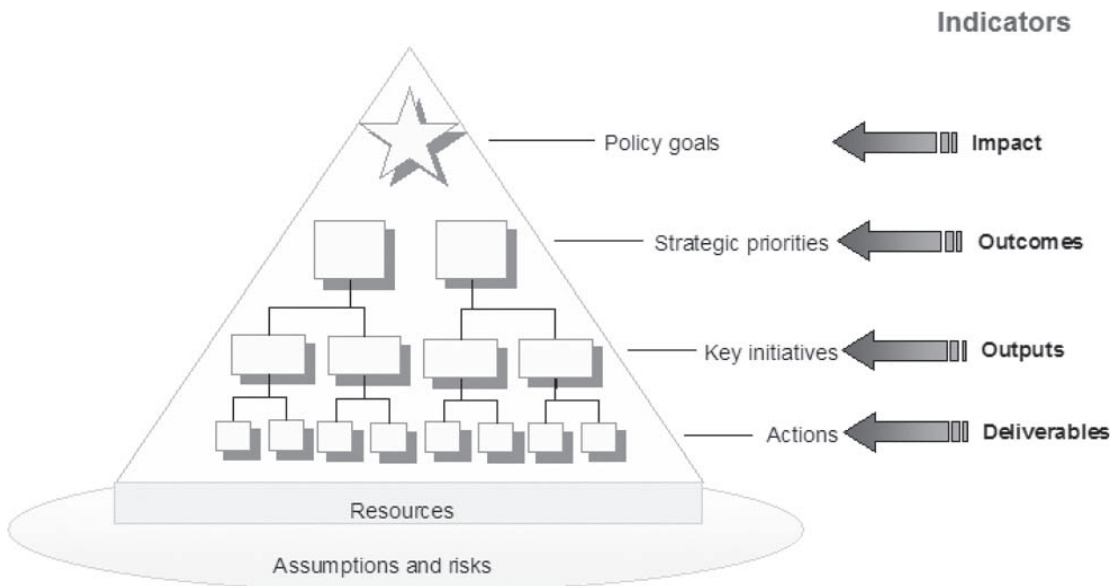 Indicators
Policy goals
Impact
Strategic priorities
Outcomes
Key initiatives
Outputs
Actions
Deliverables
Resources
Assumptions and risks